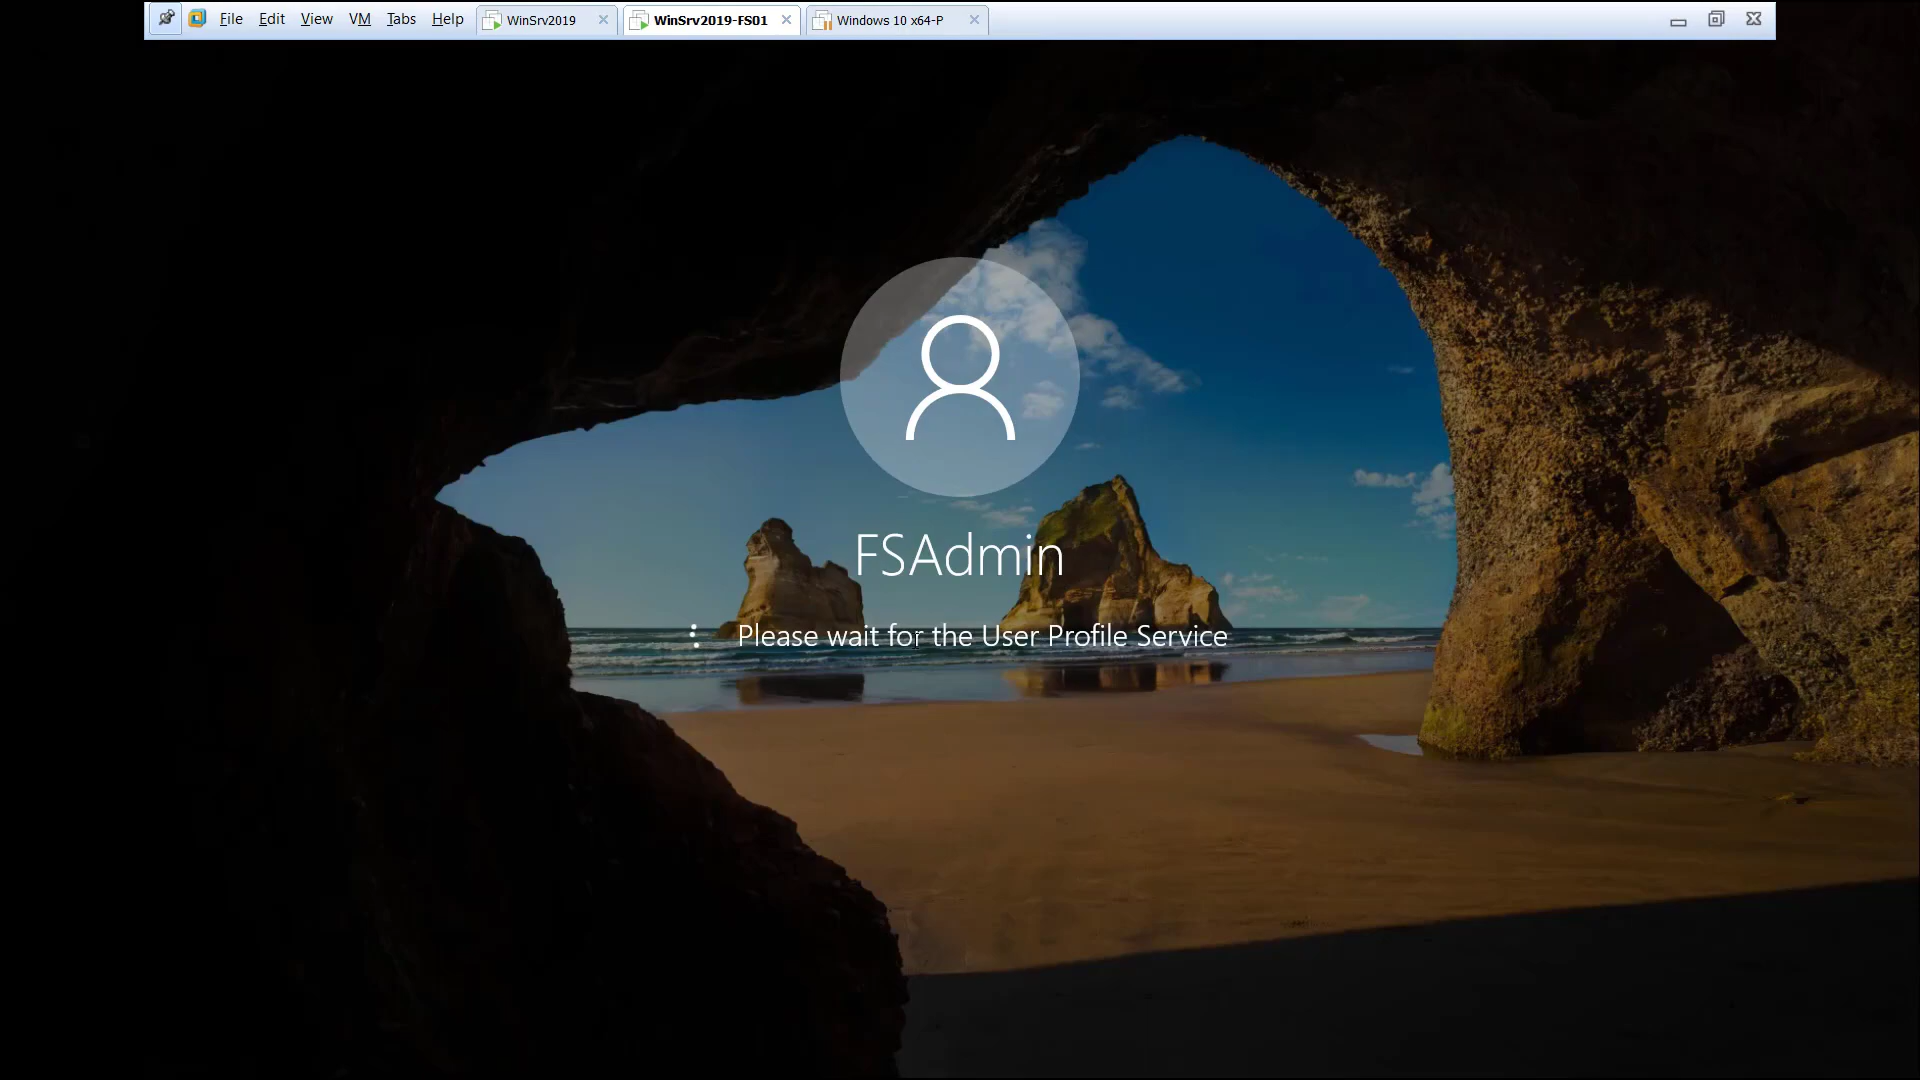 File Edit View VM Tabs Help WinSrv2019 WinSrv2019-FS01 Windows 10 x64-P
FSAdmin
Please wait for the User Profile Service